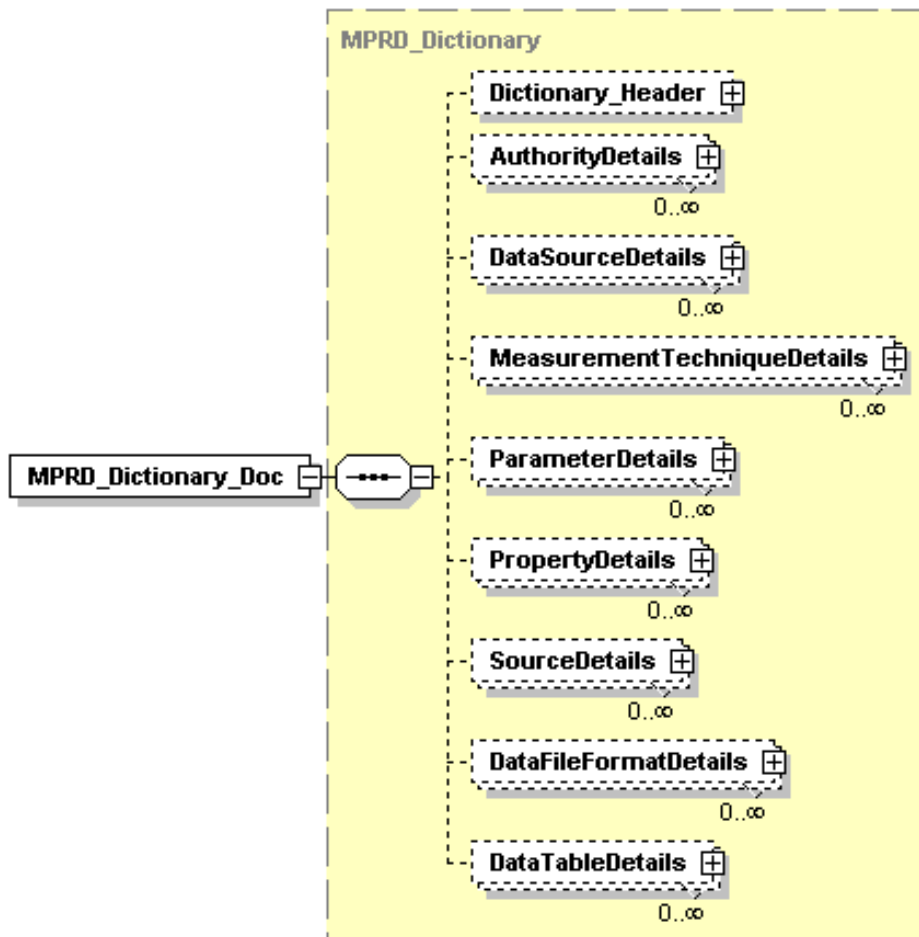 MPRD_Dictionary
Dictionary_Header
AuthorityDetails
0..∞
DataSourceDetails
0..∞
MeasurementTechniqueDetails
0..∞
MPRD_Dictionary_Doc
ParameterDetails
0..∞
PropertyDetails
0..∞
SourceDetails
0..∞
DataFileFormatDetails
0..∞
DataTableDetails
0..∞